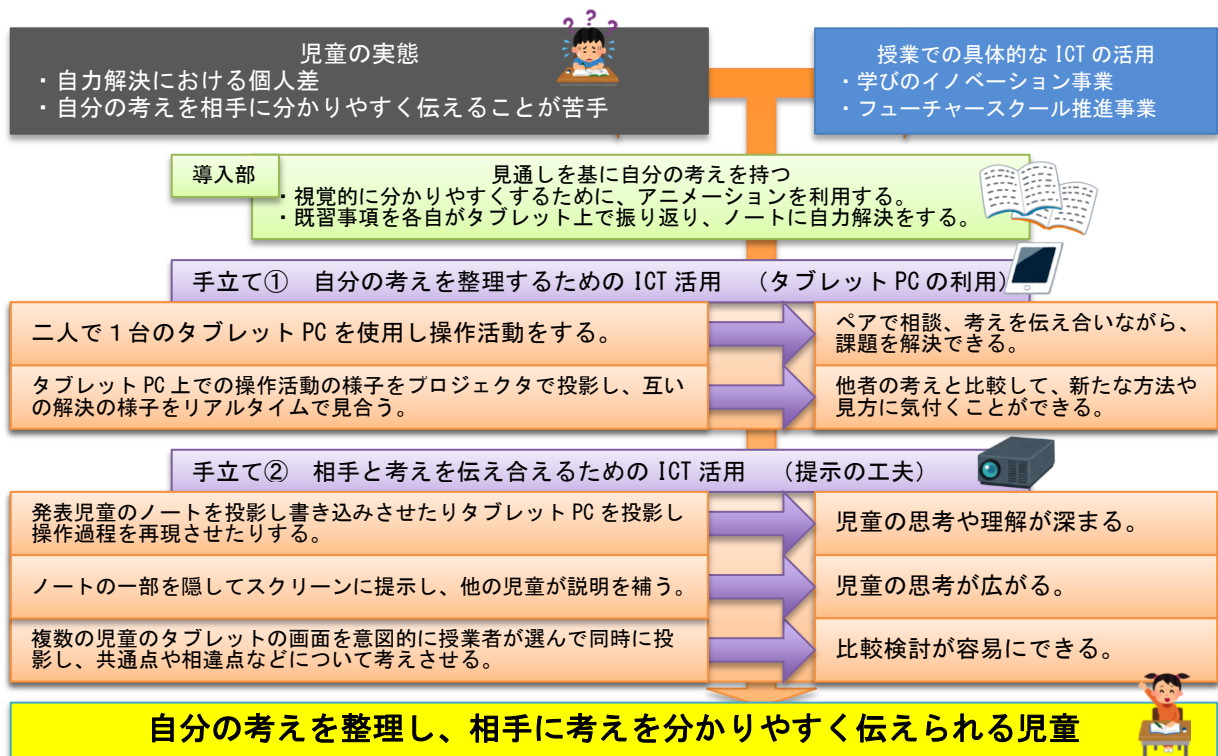 ???
児童の実態
・自力解決における個人差
・自分の考えを相手に分かりやすく伝えることが苦手
授業での具体的な ICT の活用
・学びのイノベーション事業
・フューチャースクール推進事業
導入部
見通しを基に自分の考えを持つ
・視覚的に分かりやすくするために、アニメーションを利用する。
・既習事項を各自がタブレット上で振り返り、ノートに自力解決をする。
手立て① 自分の考えを整理するための ICT 活用 （タブレット PC の利用）
二人で１台のタブレット PC を使用し操作活動をする。
ペアで相談、考えを伝え合いながら、
課題を解決できる。
タブレット PC 上での操作活動の様子をプロジェクタで投影し、互い
の解決の様子をリアルタイムで見合う。
他者の考えと比較して、新たな方法や
見方に気付くことができる。
手立て② 相手と考えを伝え合えるための ICT 活用 （提示の工夫）
発表児童のノートを投影し書き込みさせたりタブレット PC を投影し
操作過程を再現させたりする。
児童の思考や理解が深まる。
ノートの一部を隠してスクリーンに提示し、他の児童が説明を補う。
児童の思考が広がる。
複数の児童のタブレットの画面を意図的に授業者が選んで同時に投
影し、共通点や相違点などについて考えさせる。
比較検討が容易にできる。
自分の考えを整理し、相手に考えを分かりやすく伝えられる児童